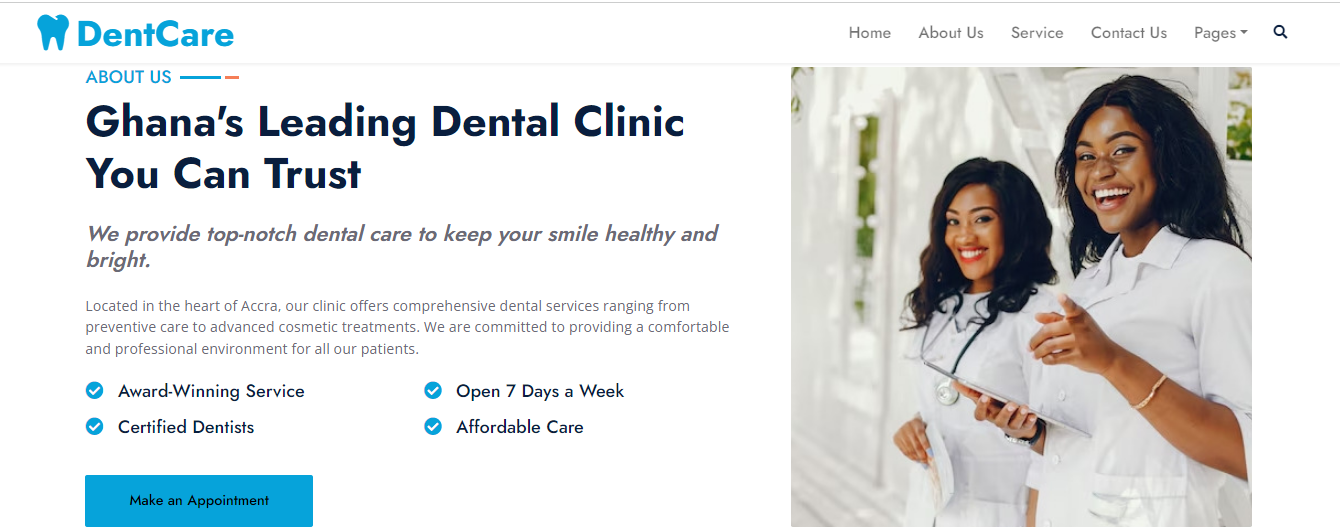 DentCare
Home About Us Service Contact Us Pages
ABOUT US
Ghana's Leading Dental Clinic
You Can Trust
We provide top-notch dental care to keep your smile healthy and
bright.
Located in the heart of Accra, our clinic offers comprehensive dental services ranging from
preventive care to advanced cosmetic treatments. We are committed to providing a comfortable
and professional environment for all our patients.
Award-Winning Service
Open 7 Days a Week
Certified Dentists
Affordable Care
Make an Appointment